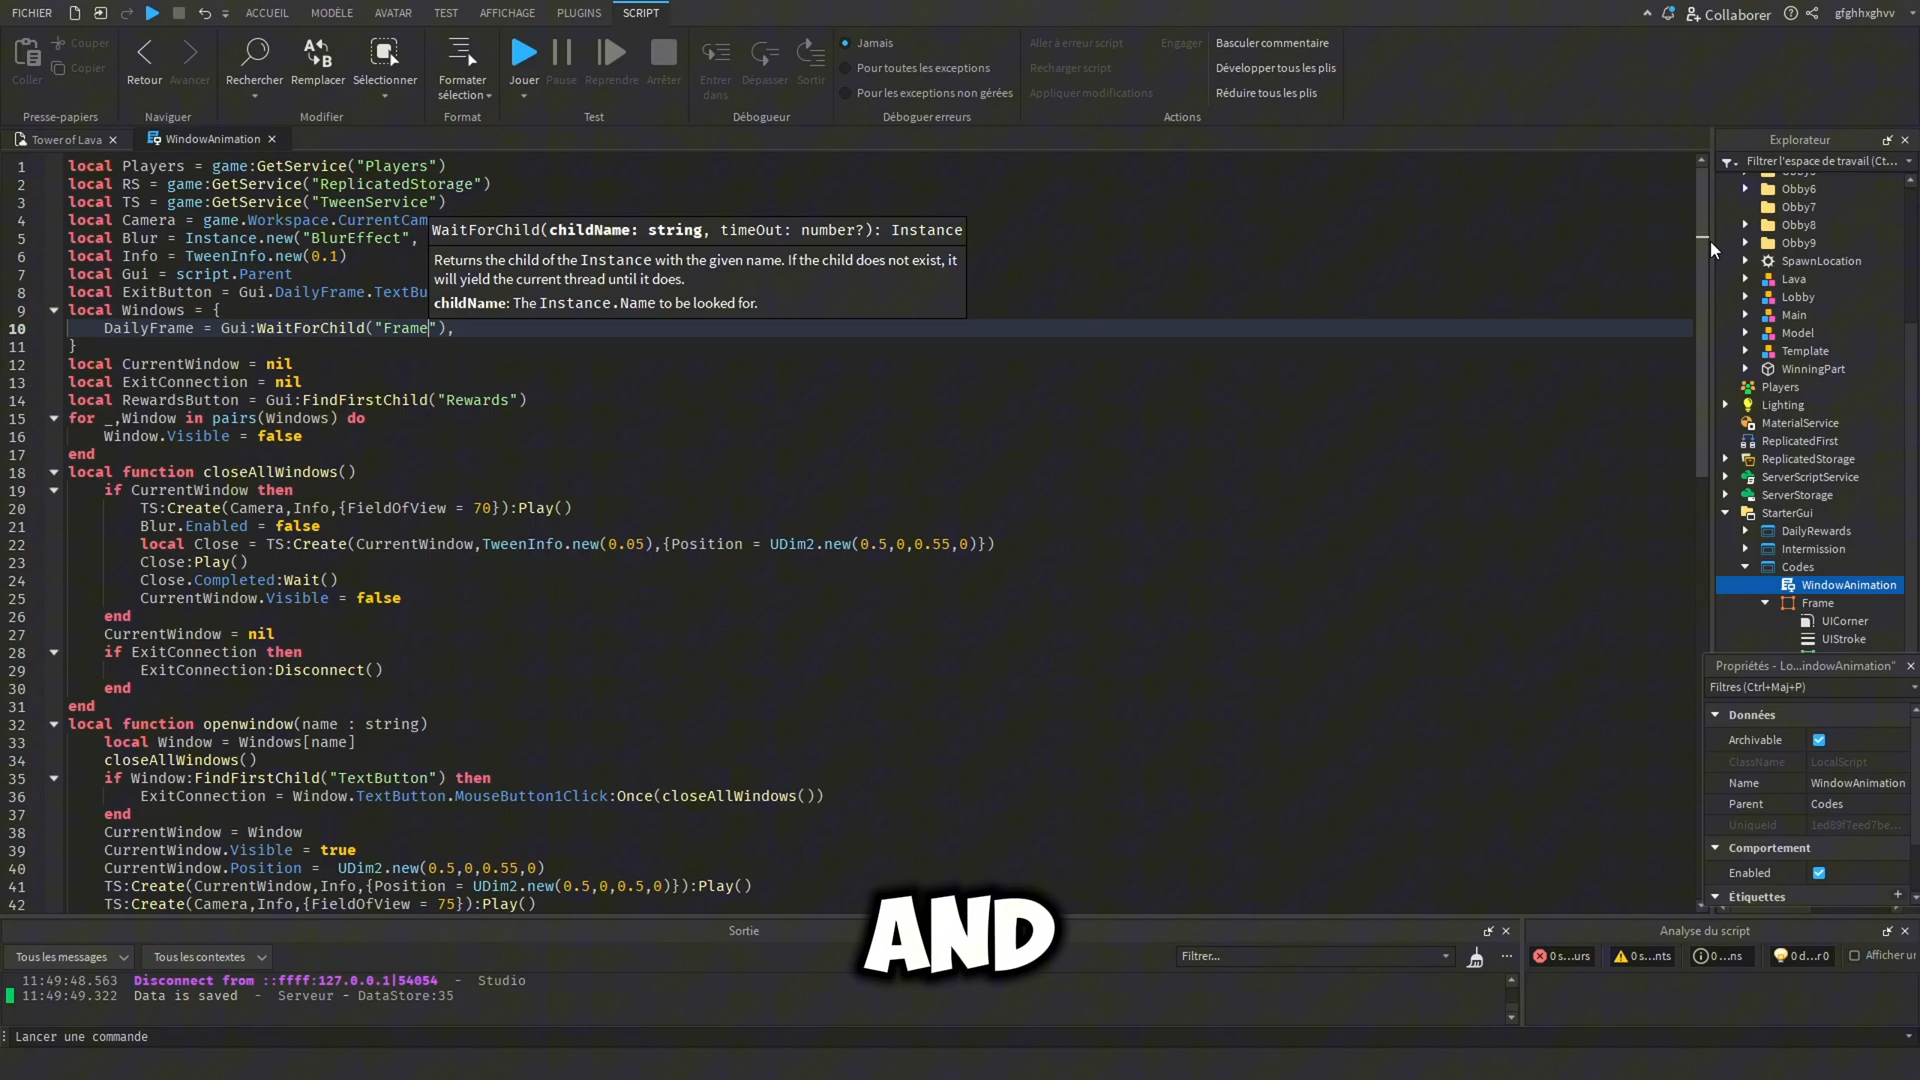 FICHIER ACCUEIL MODÈLE AVATAR TEST AFFICHAGE PLUGINS SCRIPT Collaborer gfghhxghvv
Coller Couper Copier
Presse-papiers
Retour Avancer
Naviguer
Rechercher Remplacer Sélectionner
Modifier
Formater sélection
Format
Jouer Pause Reprendre Arrêter
Test
Entrer dans Dépasser Sortir
Débogueur
Jamais
Pour toutes les exceptions
Pour les exceptions non gérées
Déboguer erreurs
Aller à erreur script Engager Basculer commentaire
Recharger script Développer tous les plis
Appliquer modifications Réduire tous les plis
Actions
Tower of Lava WindowAnimation
1 local Players = game:GetService("Players")
2 local RS = game:GetService("ReplicatedStorage")
3 local TS = game:GetService("TweenService")
4 local Camera = game.Workspace.CurrentCam
5 local Blur = Instance.new("BlurEffect",
6 local Info = TweenInfo.new(0.1)
7 local Gui = script.Parent
8 local ExitButton = Gui.DailyFrame.TextBu
9 local Windows = {
10 DailyFrame = Gui:WaitForChild("Frame"),
11 }
12 local CurrentWindow = nil
13 local ExitConnection = nil
14 local RewardsButton = Gui:FindFirstChild("Rewards")
15 for _,Window in pairs(Windows) do
16 Window.Visible = false
17 end
18 local function closeAllWindows()
19 if CurrentWindow then
20 TS:Create(Camera,Info,{FieldOfView = 70}):Play()
21 Blur.Enabled = false
22 local Close = TS:Create(CurrentWindow,TweenInfo.new(0.05),{Position = UDim2.new(0.5,0,0.55,0)})
23 Close:Play()
24 Close.Completed:Wait()
25 CurrentWindow.Visible = false
26 end
27 CurrentWindow = nil
28 if ExitConnection then
29 ExitConnection:Disconnect()
30 end
31 end
32 local function openwindow(name : string)
33 local Window = Windows[name]
34 closeAllWindows()
35 if Window:FindFirstChild("TextButton") then
36 ExitConnection = Window.TextButton.MouseButton1Click:Once(closeAllWindows())
37 end
38 CurrentWindow = Window
39 CurrentWindow.Visible = true
40 CurrentWindow.Position = UDim2.new(0.5,0,0.55,0)
41 TS:Create(CurrentWindow,Info,{Position = UDim2.new(0.5,0,0.5,0)}):Play()
42 TS:Create(Camera,Info,{FieldOfView = 75}):Play()
WaitForChild(childName: string, timeOut: number?): Instance
Returns the child of the Instance with the given name. If the child does not exist, it
will yield the current thread until it does.
childName: The Instance.Name to be looked for.
AND
Explorateur
Filtrer l'espace de travail (Ct...
Obby6
Obby7
Obby8
Obby9
SpawnLocation
Lava
Lobby
Main
Model
Template
WinningPart
Players
Lighting
MaterialService
ReplicatedFirst
ReplicatedStorage
ServerScriptService
ServerStorage
StarterGui
DailyRewards
Intermission
Codes
WindowAnimation
Frame
UICorner
UIStroke
Propriétés - Lo...indowAnimation"
Filtres (Ctrl+Maj+P)
Données
Archivable
ClassName LocalScript
Name WindowAnimation
Parent Codes
UniqueId 1ed89f7eed7be...
Comportement
Enabled
Étiquettes +
Sortie
Tous les messages Tous les contextes Filtrer... ...
11:49:48.563 Disconnect from ::ffff:127.0.0.1|54054 - Studio
11:49:49.322 Data is saved - Serveur - DataStore:35
Analyse du script
0 s...urs 0 s...nts 0 ...ns 0 d...r0 Afficher ur
Lancer une commande